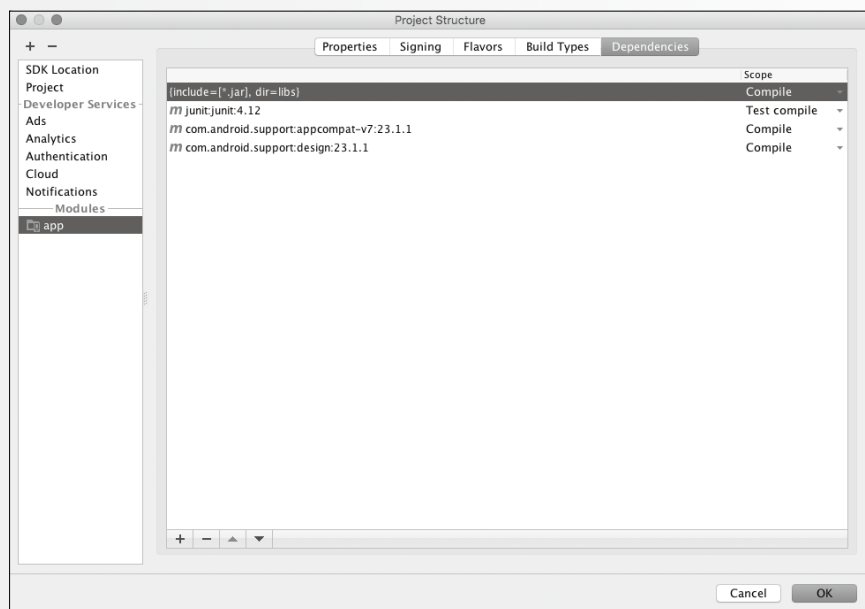 Project Structure
+ −
SDK Location
Project
Developer Services
Ads
Analytics
Authentication
Cloud
Notifications
Modules
app
Properties Signing Flavors Build Types Dependencies
Scope
{include=[*.jar], dir=libs} Compile
m junit:junit:4.12 Test compile
m com.android.support:appcompat-v7:23.1.1 Compile
m com.android.support:design:23.1.1 Compile
+ −
Cancel OK